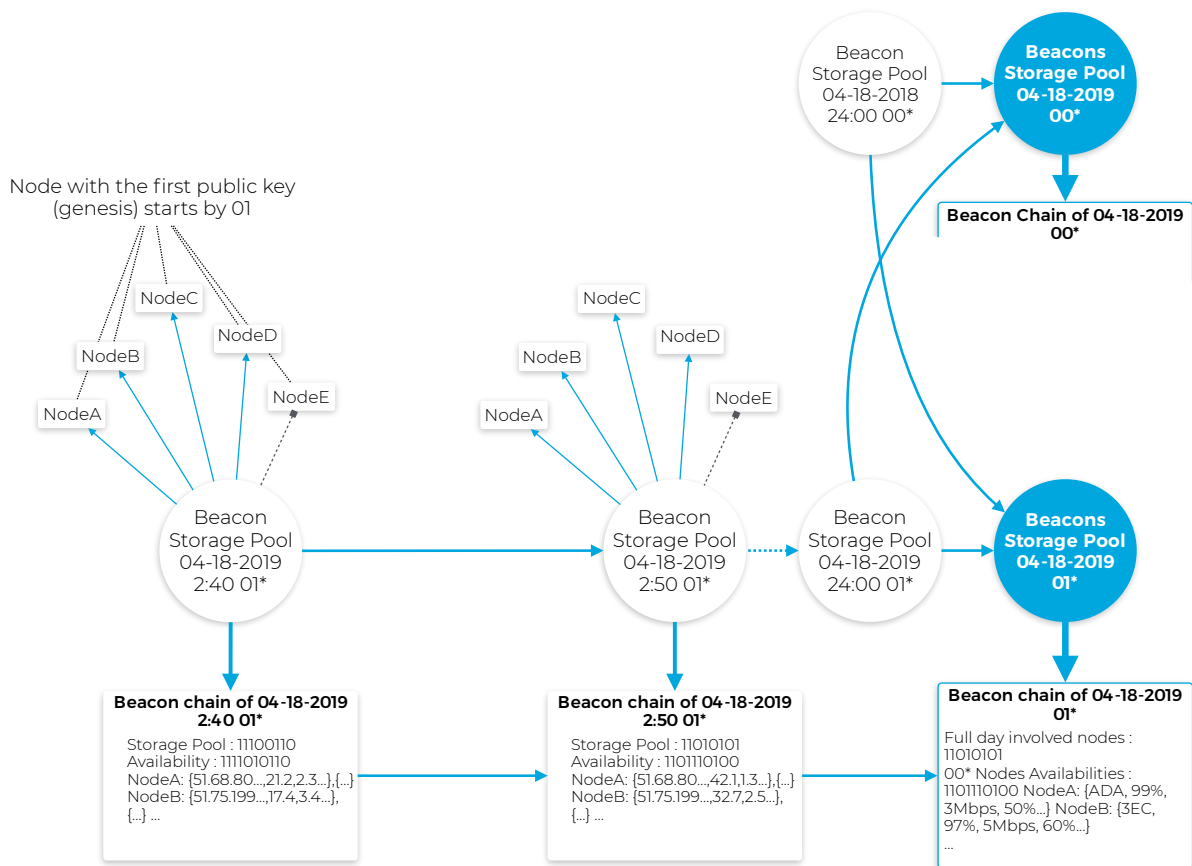 Beacon
Storage Pool
04-18-2018
24:00 00*
Beacons
Storage Pool
04-18-2019
00*
Node with the first public key
(genesis) starts by 01
Beacon Chain of 04-18-2019
00*
NodeC
NodeD
NodeB
NodeA
NodeE
NodeC
NodeD
NodeB
NodeA
NodeE
Beacon
Storage Pool
04-18-2019
2:40 01*
Beacon
Storage Pool
04-18-2019
2:50 01*
Beacon
Storage Pool
04-18-2019
24:00 01*
Beacons
Storage Pool
04-18-2019
01*
Beacon chain of 04-18-2019
2:40 01*
Storage Pool : 11100110
Availability : 1111010110
NodeA: {51.68.80...,21.2,2.3...},{...}
NodeB: {51.75.199...,17.4,3.4...},
{...} ...
Beacon chain of 04-18-2019
2:50 01*
Storage Pool : 11010101
Availability : 1101110100
NodeA: {51.68.80...,42.1,1.3...},{...}
NodeB: {51.75.199...,32.7,2.5...},
{...} ...
Beacon chain of 04-18-2019
01*
Full day involved nodes :
11010101
00* Nodes Availabilities :
1101110100 NodeA: {ADA, 99%,
3Mbps, 50%...} NodeB: {3EC,
97%, 5Mbps, 60%...}
...